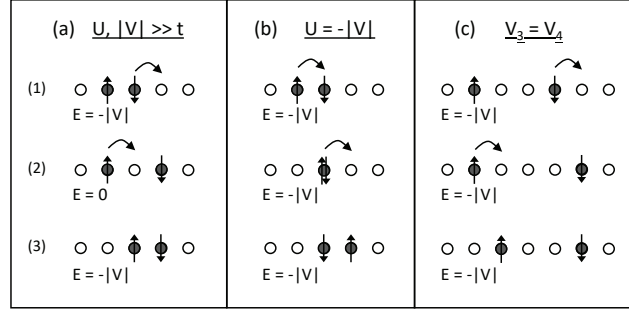 (a) U, |V| >> t (b) U = -|V| (c) V3 = V4
(1)
E = -|V| E = -|V| E = -|V|
(2)
E = 0 E = -|V| E = -|V|
(3)
E = -|V| E = -|V| E = -|V|